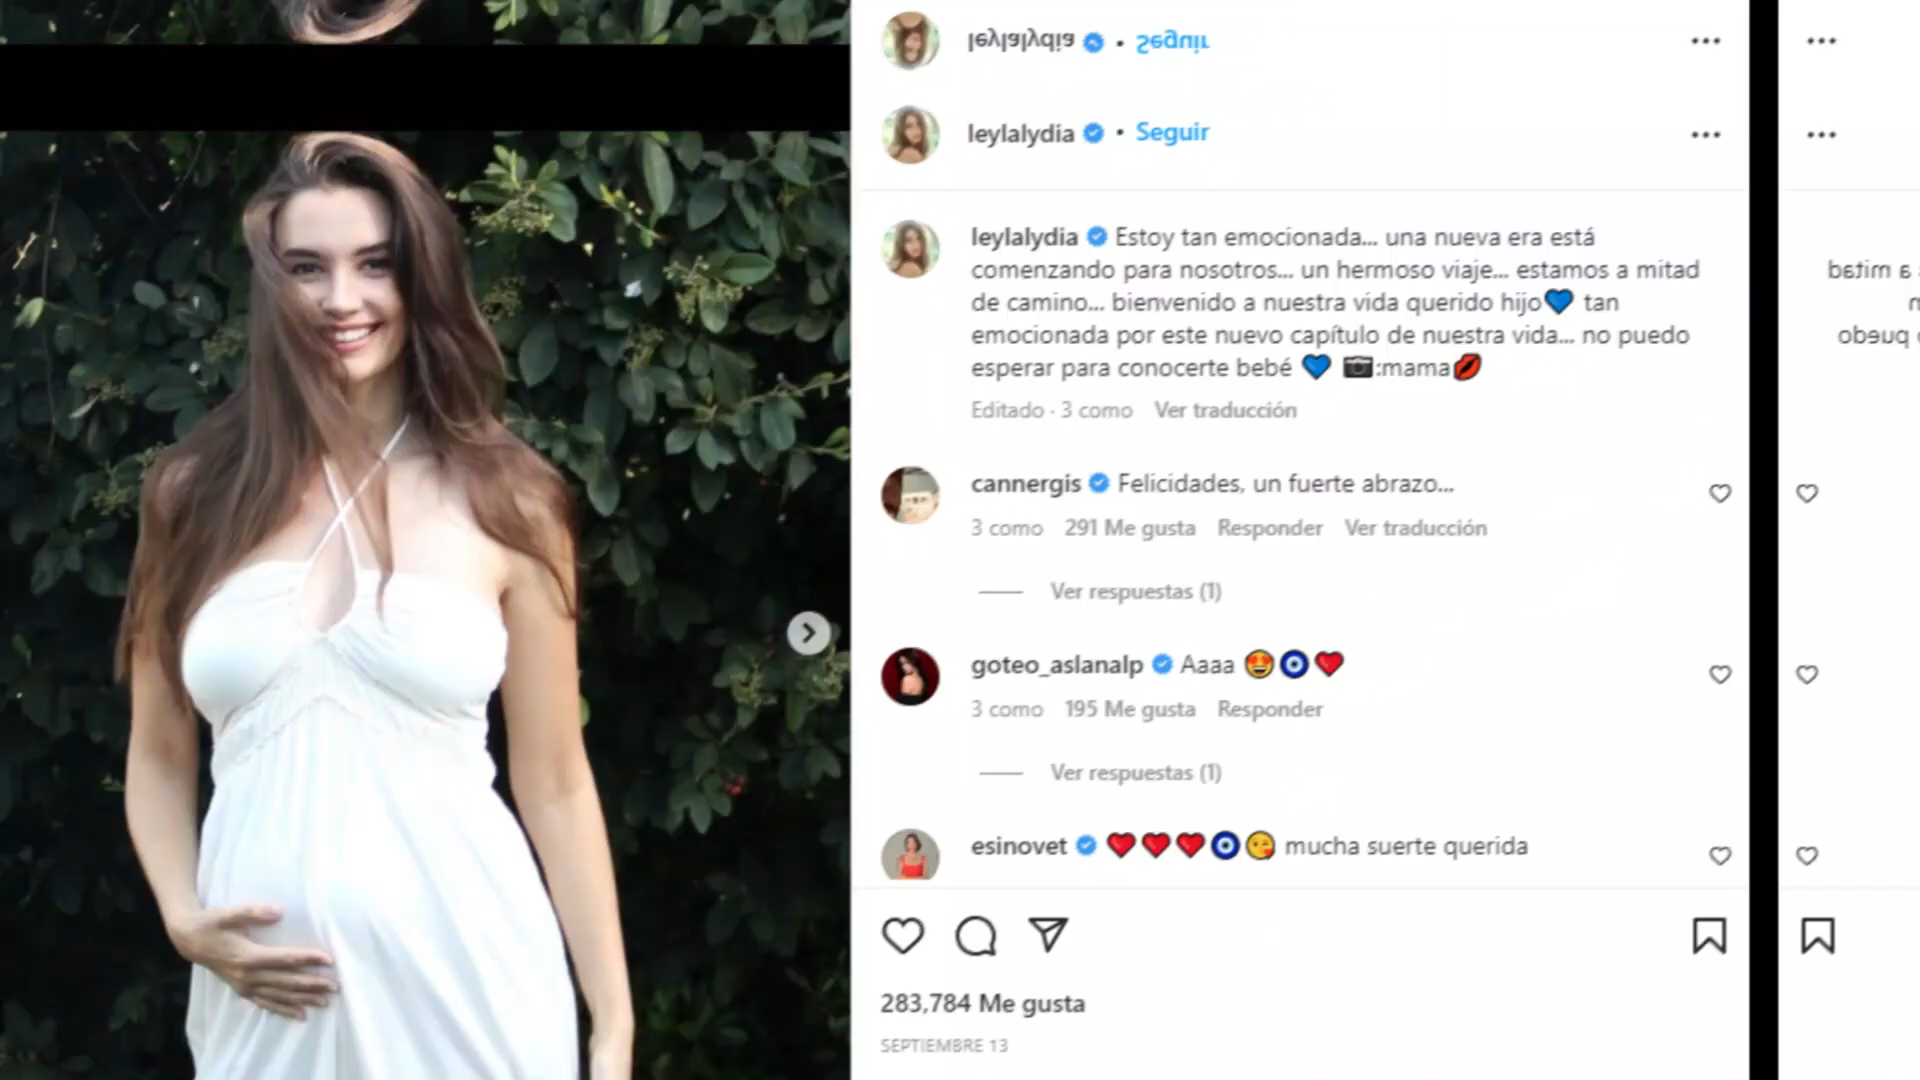 leylalydia • Seguir
leylalydia • Seguir
leylalydia Estoy tan emocionada... una nueva era está
comenzando para nosotros... un hermoso viaje... estamos a mitad
de camino... bienvenido a nuestra vida querido hijo💙 tan
emocionada por este nuevo capítulo de nuestra vida... no puedo
esperar para conocerte bebé 💙 📷:mama💋
Editado · 3 como Ver traducción
cannergis Felicidades, un fuerte abrazo...
3 como 291 Me gusta Responder Ver traducción
Ver respuestas (1)
goteo_aslanalp Aaaa 😍🧿❤️
3 como 195 Me gusta Responder
Ver respuestas (1)
esinovet ❤️❤️❤️🧿😘 mucha suerte querida
283,784 Me gusta
SEPTIEMBRE 13